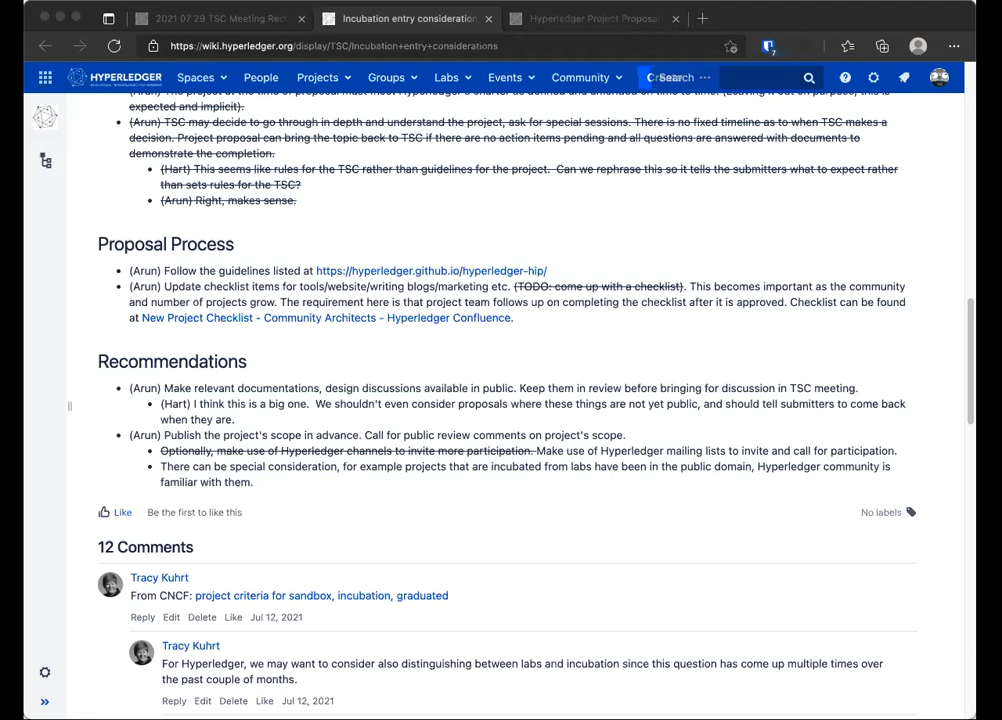 2021 07 29 TSC Meeting Rec
Incubation entry consideration
Hyperledger Project Proposa
https://wiki.hyperledger.org/display/TSC/Incubation+entry+considerations
7
HYPERLEDGER
Spaces
People
Projects
Groups
Labs
Events
Community
Search
expected and implicit).
(Arun) TSC may decide to go through in depth and understand the project, ask for special sessions. There is no fixed timeline as to when TSC makes a
decision. Project proposal can bring the topic back to TSC if there are no action items pending and all questions are answered with documents to
demonstrate the completion.
(Hart) This seems like rules for the TSC rather than guidelines for the project.  Can we rephrase this so it tells the submitters what to expect rather
than sets rules for the TSC?
(Arun) Right, makes sense.
Proposal Process
(Arun) Follow the guidelines listed at https://hyperledger.github.io/hyperledger-hip/
(Arun) Update checklist items for tools/website/writing blogs/marketing etc. (TODO: come up with a checklist). This becomes important as the community
and number of projects grow. The requirement here is that project team follows up on completing the checklist after it is approved. Checklist can be found
at New Project Checklist - Community Architects - Hyperledger Confluence.
Recommendations
(Arun) Make relevant documentations, design discussions available in public. Keep them in review before bringing for discussion in TSC meeting.
(Hart) I think this is a big one.  We shouldn't even consider proposals where these things are not yet public, and should tell submitters to come back
when they are.
(Arun) Publish the project's scope in advance. Call for public review comments on project's scope.
Optionally, make use of Hyperledger channels to invite more participation. Make use of Hyperledger mailing lists to invite and call for participation.
There can be special consideration, for example projects that are incubated from labs have been in the public domain, Hyperledger community is
familiar with them.
Like Be the first to like this No labels
12 Comments
Tracy Kuhrt
From CNCF: project criteria for sandbox, incubation, graduated
Reply Edit Delete Like Jul 12, 2021
Tracy Kuhrt
For Hyperledger, we may want to consider also distinguishing between labs and incubation since this question has come up multiple times over
the past couple of months.
Reply Edit Delete Like Jul 12, 2021